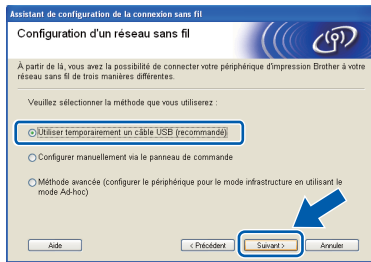 Assistant de configuration de la connexion sans fil
Configuration d'un réseau sans fil
À partir de là, vous avez la possibilité de connecter votre périphérique d'impression Brother à votre
réseau sans fil de trois manières différentes.
Veuillez sélectionner la méthode que vous utiliserez :
Utiliser temporairement un câble USB (recommandé)
Configurer manuellement via le panneau de commande
Méthode avancée (configurer le périphérique pour le mode infrastructure en utilisant le
mode Ad-hoc)
Aide
< Précédent
Suivant >
Annuler